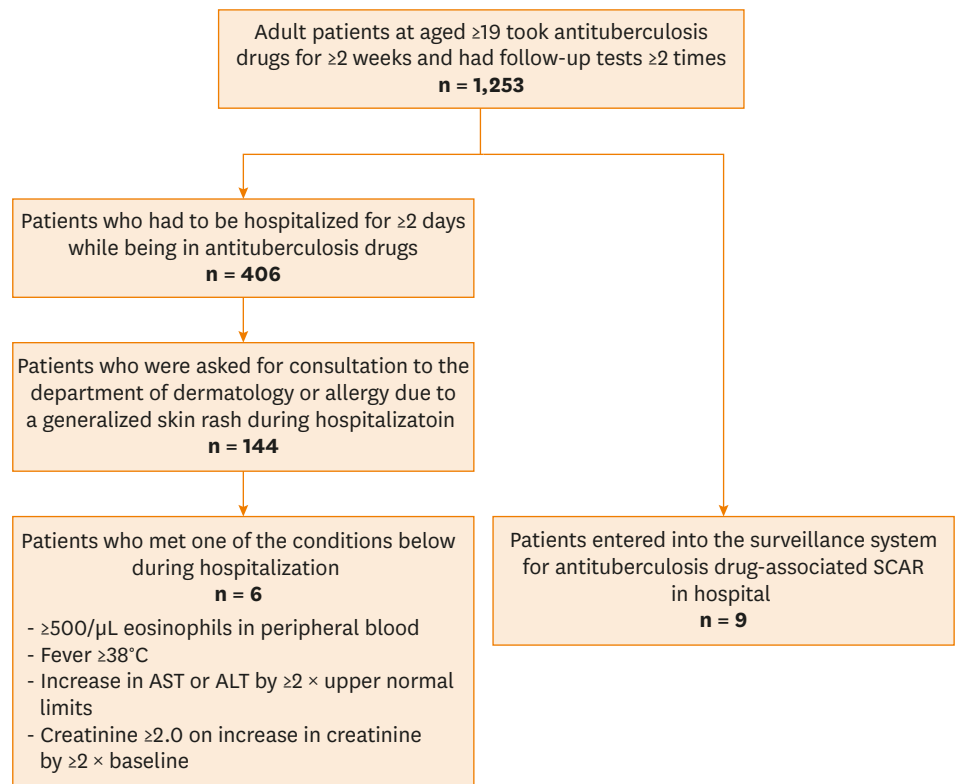 Adult patients at aged ≥19 took antituberculosis
drugs for ≥2 weeks and had follow-up tests ≥2 times
n = 1,253
Patients who had to be hospitalized for ≥2 days
while being in antituberculosis drugs
n = 406
Patients who were asked for consultation to the
department of dermatology or allergy due to
a generalized skin rash during hospitalizatoin
n = 144
Patients who met one of the conditions below
during hospitalization
n = 6
- ≥500/μL eosinophils in peripheral blood
- Fever ≥38°C
- Increase in AST or ALT by ≥2 × upper normal
limits
- Creatinine ≥2.0 on increase in creatinine
by ≥2 × baseline
Patients entered into the surveillance system
for antituberculosis drug-associated SCAR
in hospital
n = 9